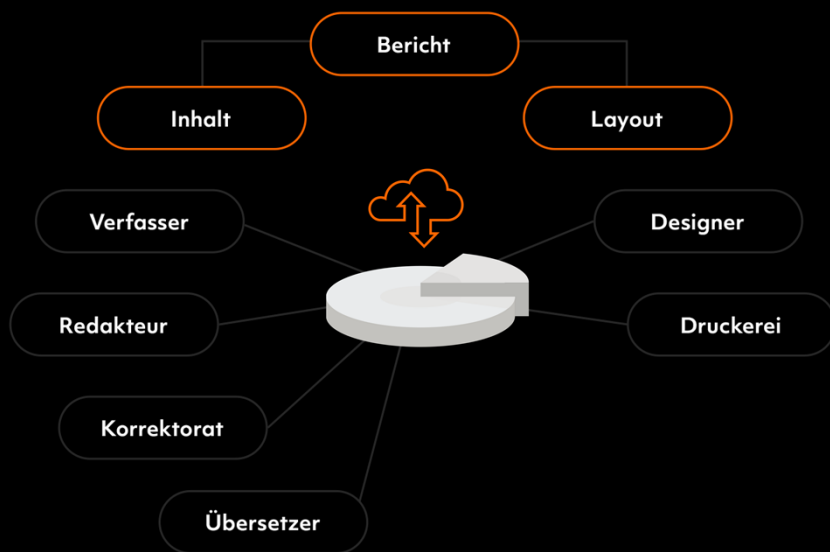 Bericht
Inhalt
Layout
Verfasser
Designer
Redakteur
Druckerei
Korrektorat
Übersetzer